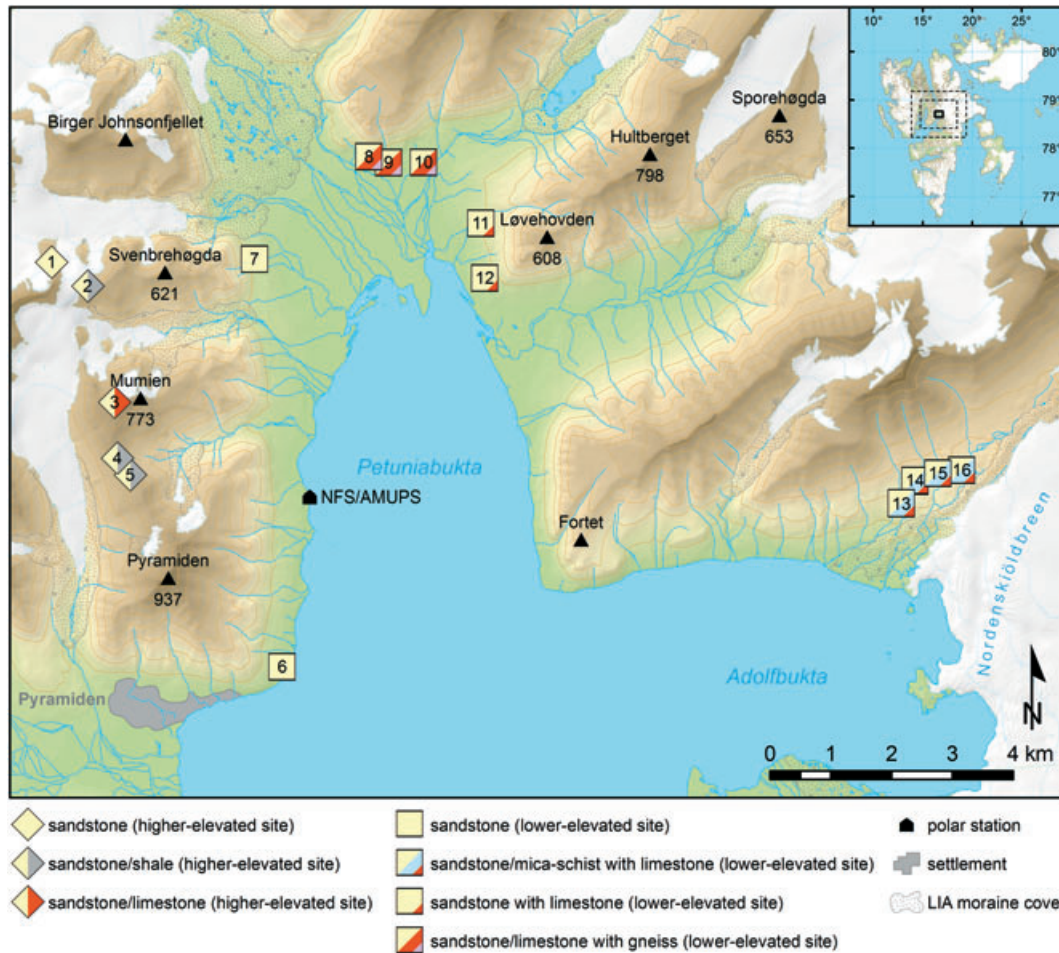 10° 15° 20° 25°
80°
79°
78°
77°
Birger Johnsonfjellet
Sporehøgda
653
Hultberget
798
8
9
10
11
Løvehovden
608
12
1
2
Svenbrehøgda
621
7
Mumien
3
773
4
5
Petuniabukta
NFS/AMUPS
13
14
15
16
Fortet
Pyramiden
937
6
Pyramiden
Adolfbukta
Nordenskiöldbreen
N
0 1 2 3 4 km
sandstone (higher-elevated site)
sandstone/shale (higher-elevated site)
sandstone/limestone (higher-elevated site)
sandstone (lower-elevated site)
sandstone/mica-schist with limestone (lower-elevated site)
sandstone with limestone (lower-elevated site)
sandstone/limestone with gneiss (lower-elevated site)
polar station
settlement
LIA moraine cove